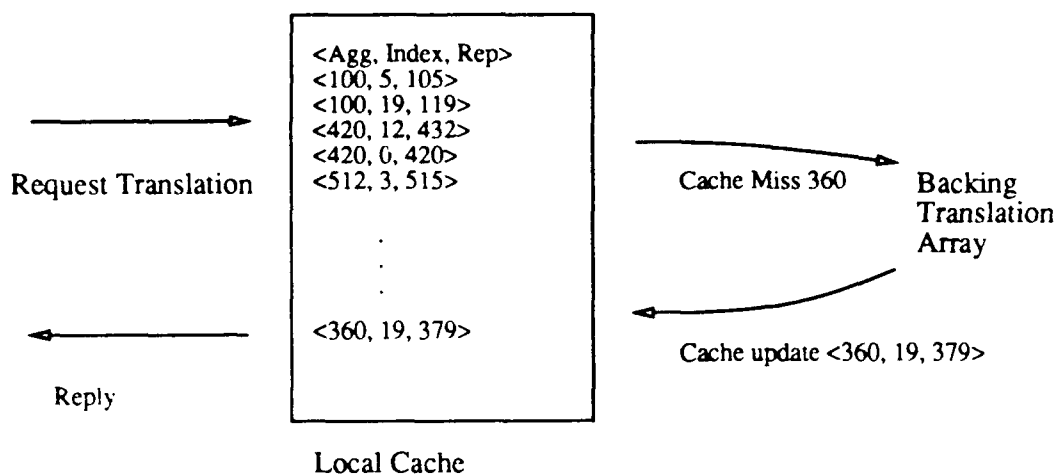 <Agg, Index, Rep>
<100, 5, 105>
<100, 19, 119>
<420, 12, 432>
<420, 0, 420>
<512, 3, 515>
.
.
.
<360, 19, 379>
Request Translation
Reply
Local Cache
Cache Miss 360
Backing
Translation
Array
Cache update <360, 19, 379>